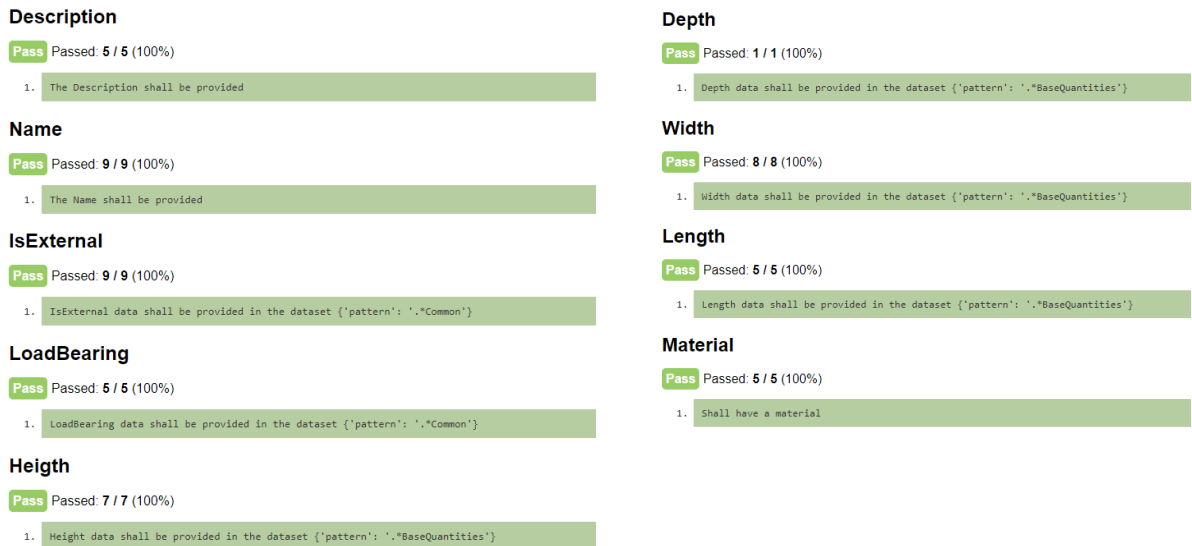 Description
Pass Passed: 5 / 5 (100%)
1. The Description shall be provided
Name
Pass Passed: 9 / 9 (100%)
1. The Name shall be provided
IsExternal
Pass Passed: 9 / 9 (100%)
1. IsExternal data shall be provided in the dataset {'pattern': '.*Common'}
LoadBearing
Pass Passed: 5 / 5 (100%)
1. LoadBearing data shall be provided in the dataset {'pattern': '.*Common'}
Heigth
Pass Passed: 7 / 7 (100%)
1. Height data shall be provided in the dataset {'pattern': '.*BaseQuantities'}
Depth
Pass Passed: 1 / 1 (100%)
1. Depth data shall be provided in the dataset {'pattern': '.*BaseQuantities'}
Width
Pass Passed: 8 / 8 (100%)
1. Width data shall be provided in the dataset {'pattern': '.*BaseQuantities'}
Length
Pass Passed: 5 / 5 (100%)
1. Length data shall be provided in the dataset {'pattern': '.*BaseQuantities'}
Material
Pass Passed: 5 / 5 (100%)
1. Shall have a material